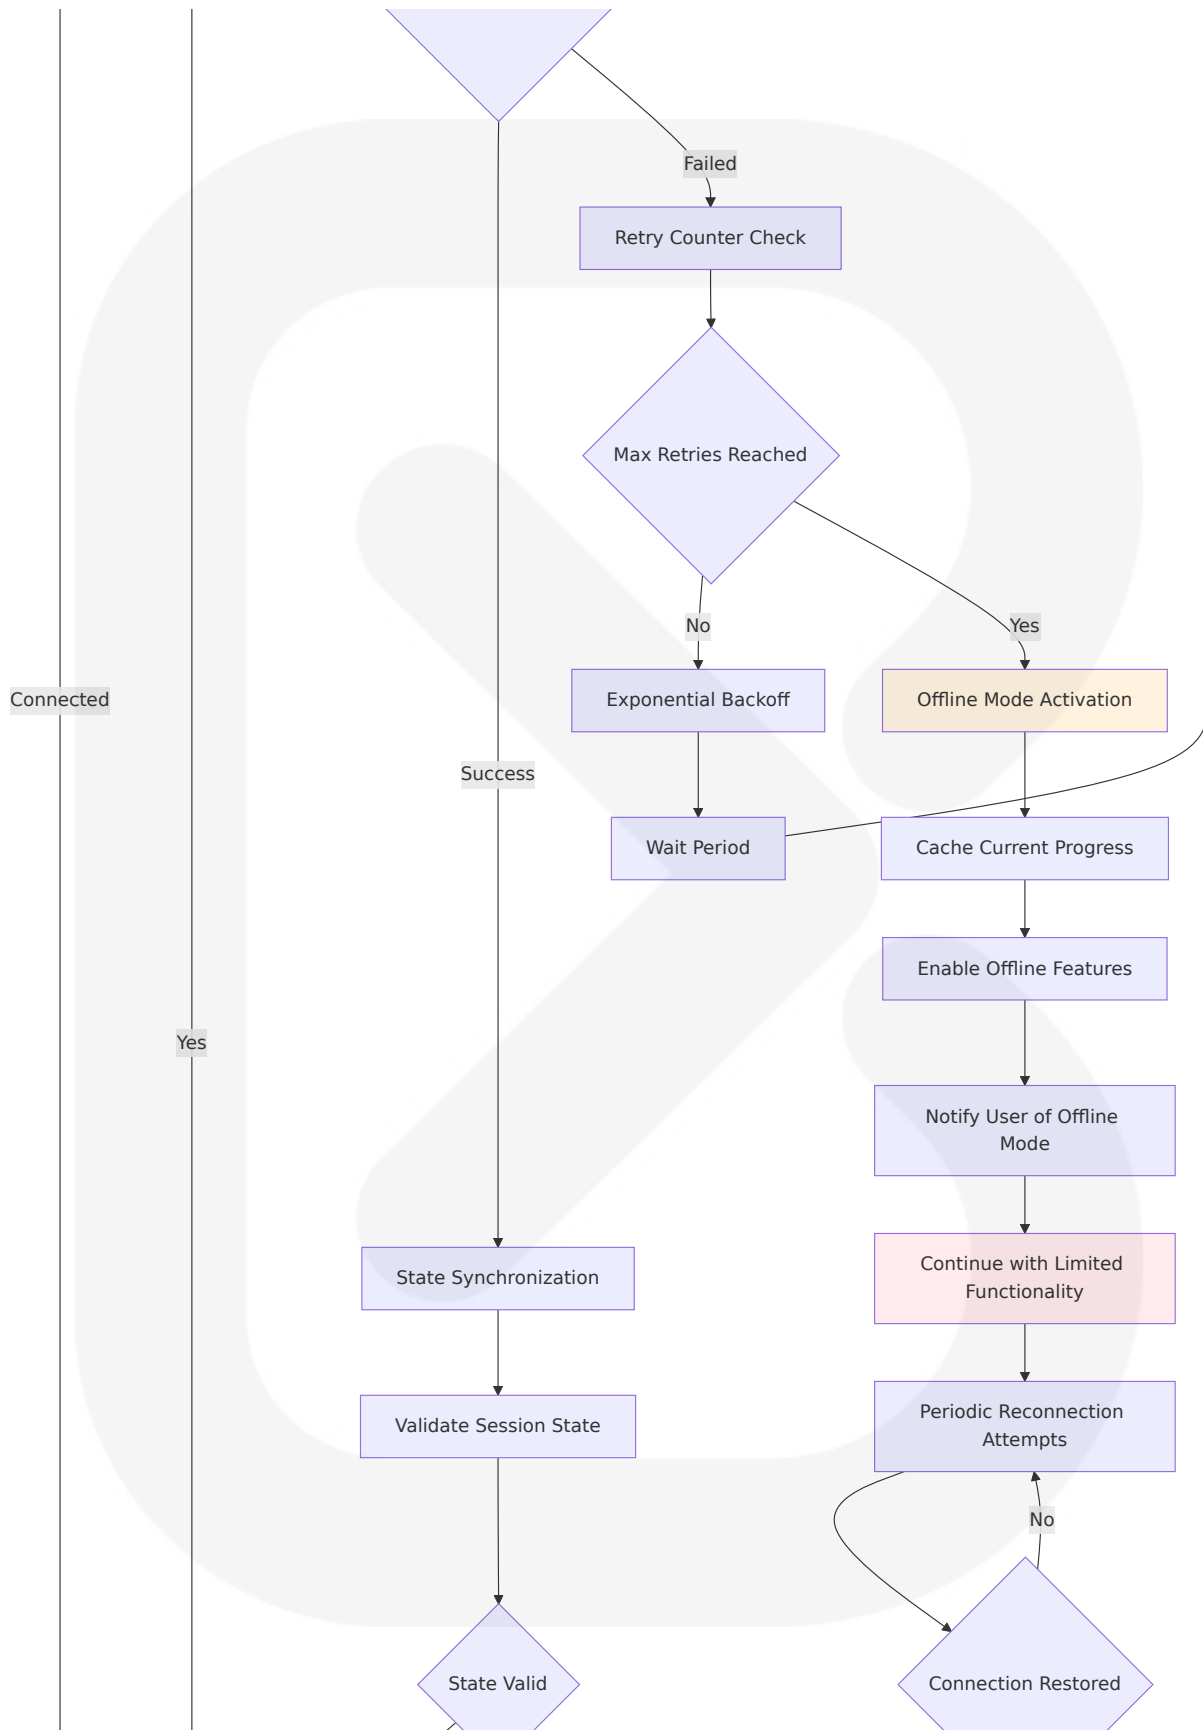 Failed
Retry Counter Check
Max Retries Reached
No
Yes
Connected
Exponential Backoff
Offline Mode Activation
Success
Wait Period
Cache Current Progress
Enable Offline Features
Yes
Notify User of Offline
Mode
State Synchronization
Continue with Limited
Functionality
Validate Session State
Periodic Reconnection
Attempts
No
State Valid
Connection Restored